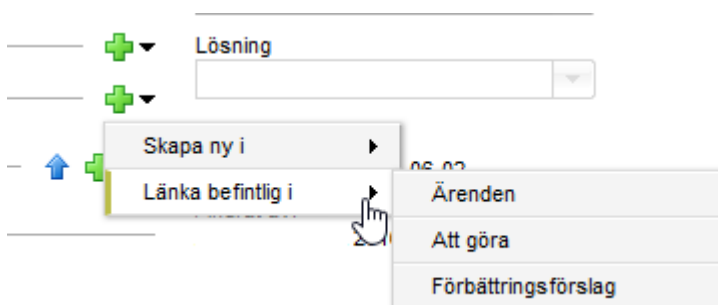 Lösning
Skapa ny i
Länka befintlig i
Ärenden
Att göra
Förbättringsförslag